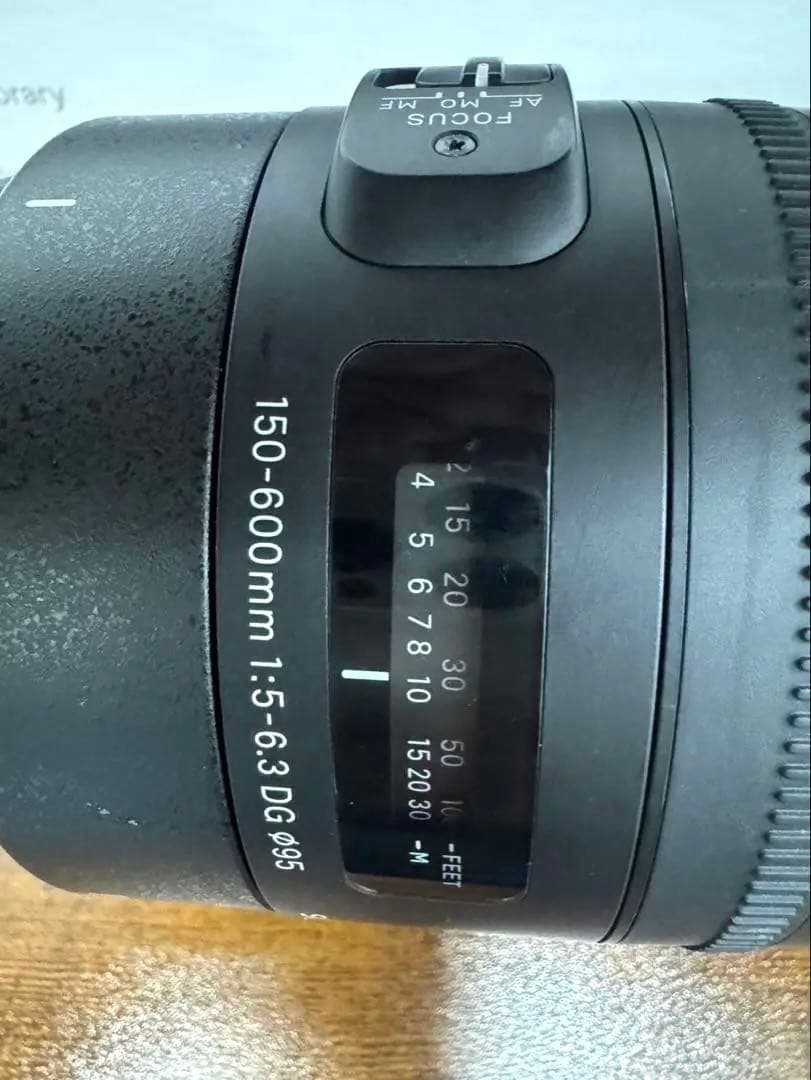 AF MO MF
FOCUS
150-600mm 1:5-6.3 DG ø95
15 20 30 50 -FEET
4 5 6 7 8 10 15 20 30 -M